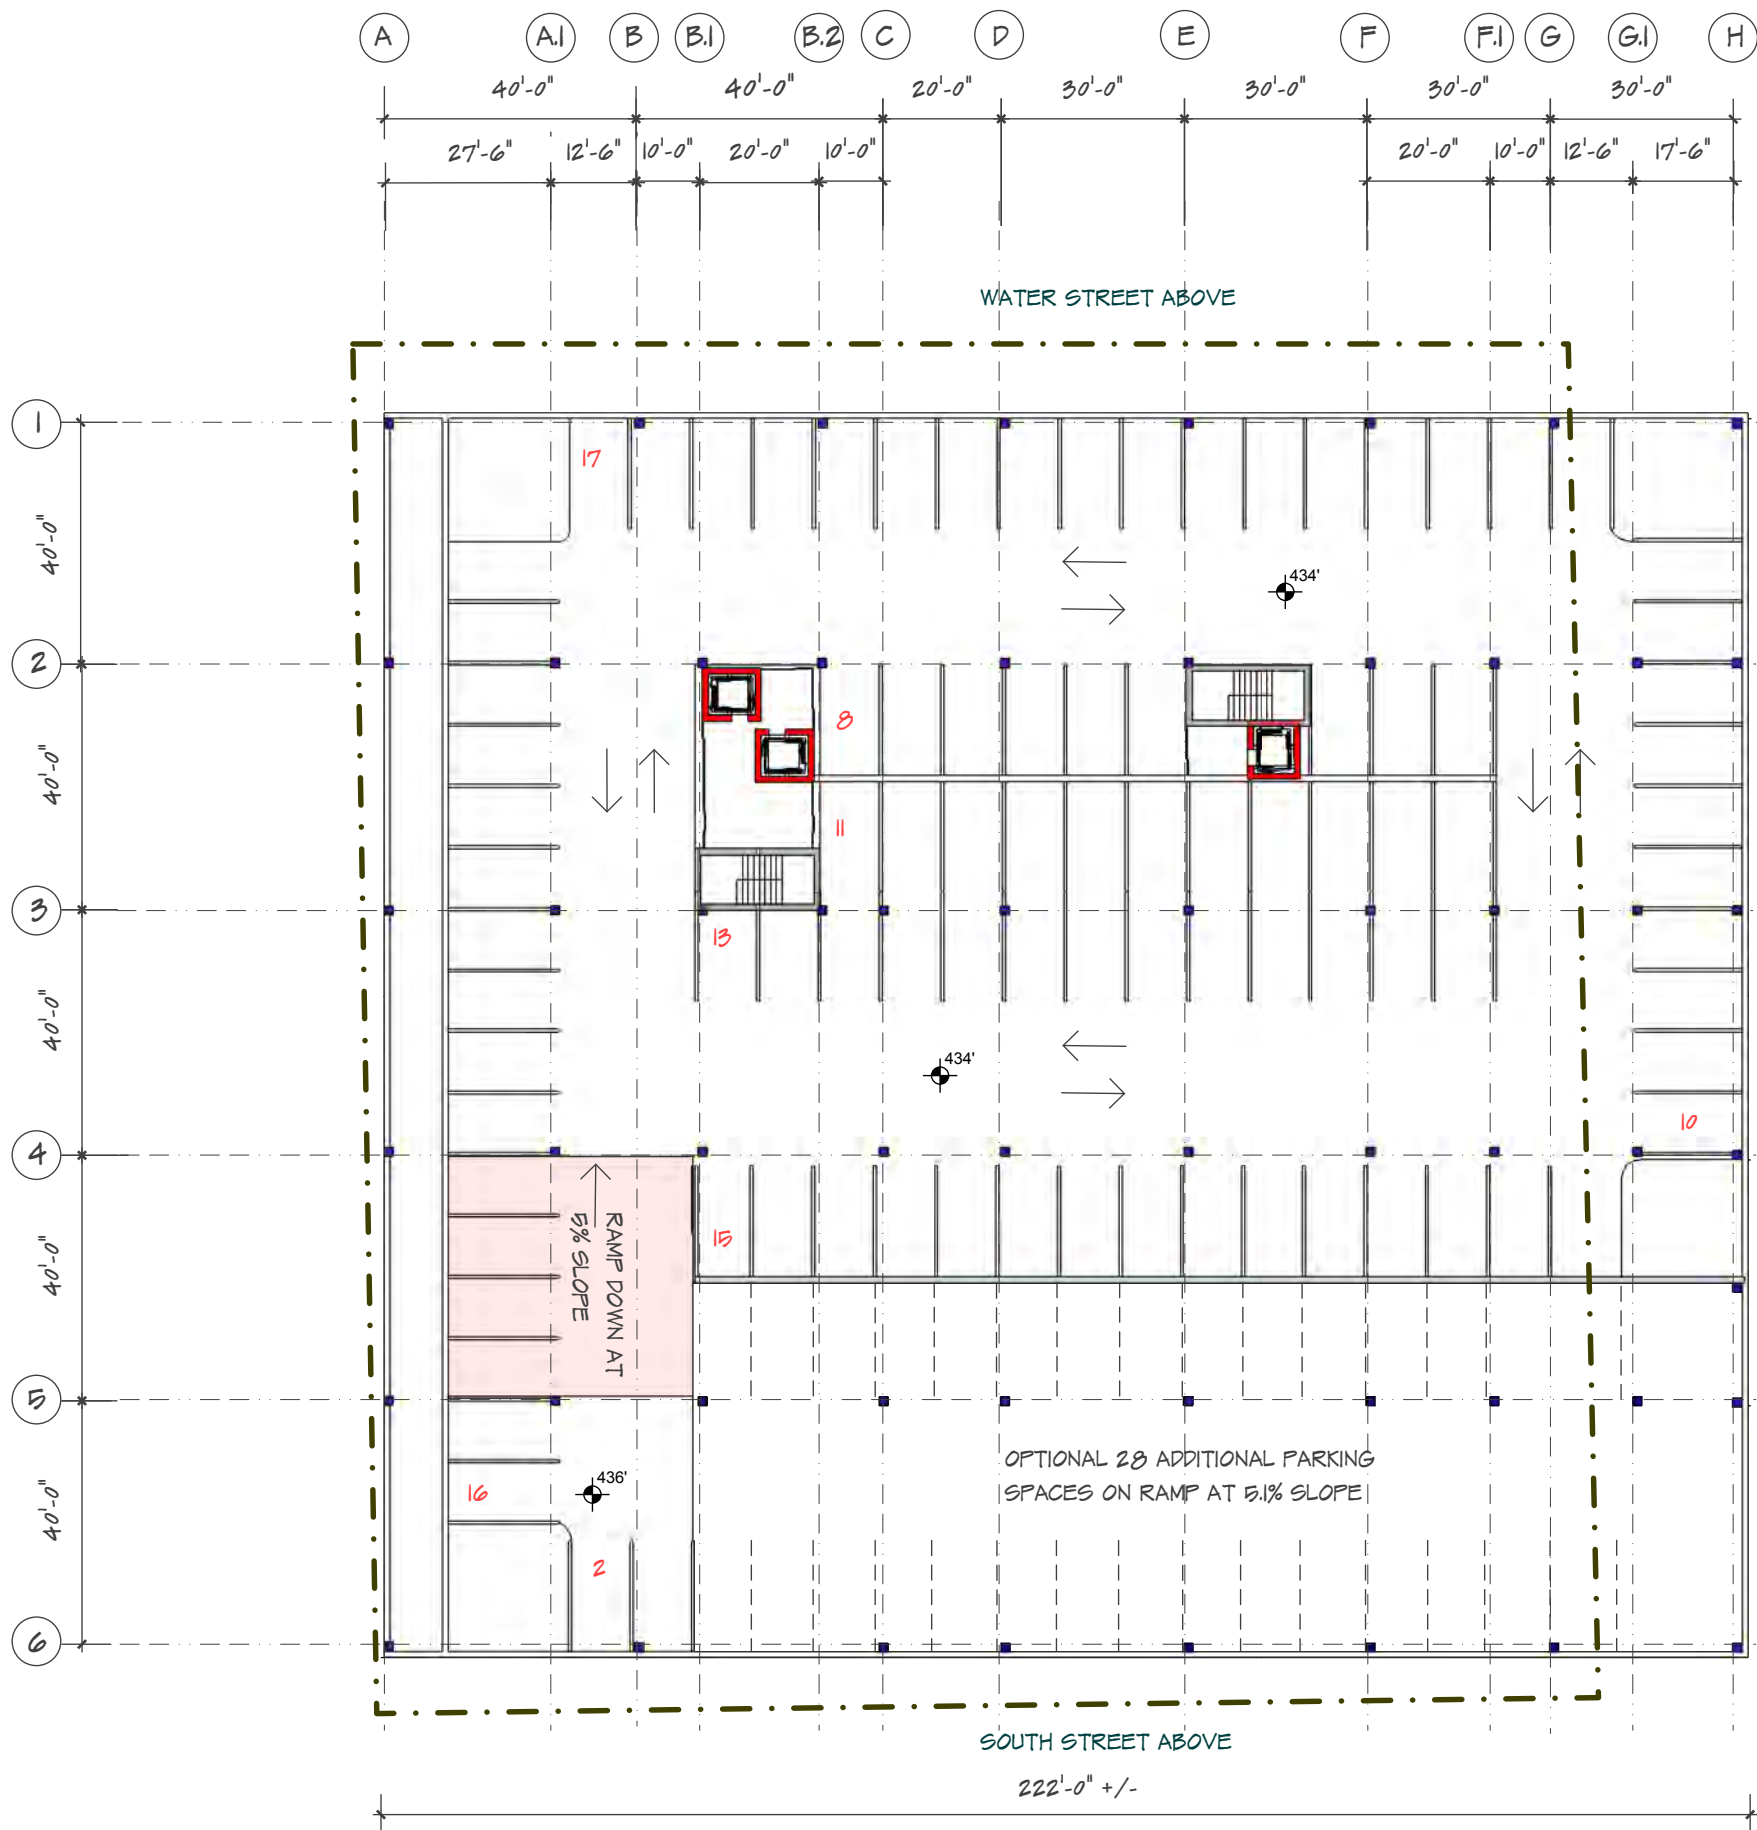 A A.1 B B.1 B.2 C D E F F.1 G G.1 H
40'-0" 40'-0" 20'-0" 30'-0" 30'-0" 30'-0" 30'-0"
27'-6" 12'-6" 10'-0" 20'-0" 10'-0" 20'-0" 10'-0" 12'-6" 17'-6"
WATER STREET ABOVE
1
17
40'-0"
434'
2
8
40'-0"
11
3
13
40'-0"
434'
10
4
15
40'-0"
RAMP DOWN AT
5% SLOPE
5
OPTIONAL 28 ADDITIONAL PARKING
SPACES ON RAMP AT 5.1% SLOPE
436'
16
40'-0"
2
6
SOUTH STREET ABOVE
222'-0" +/-